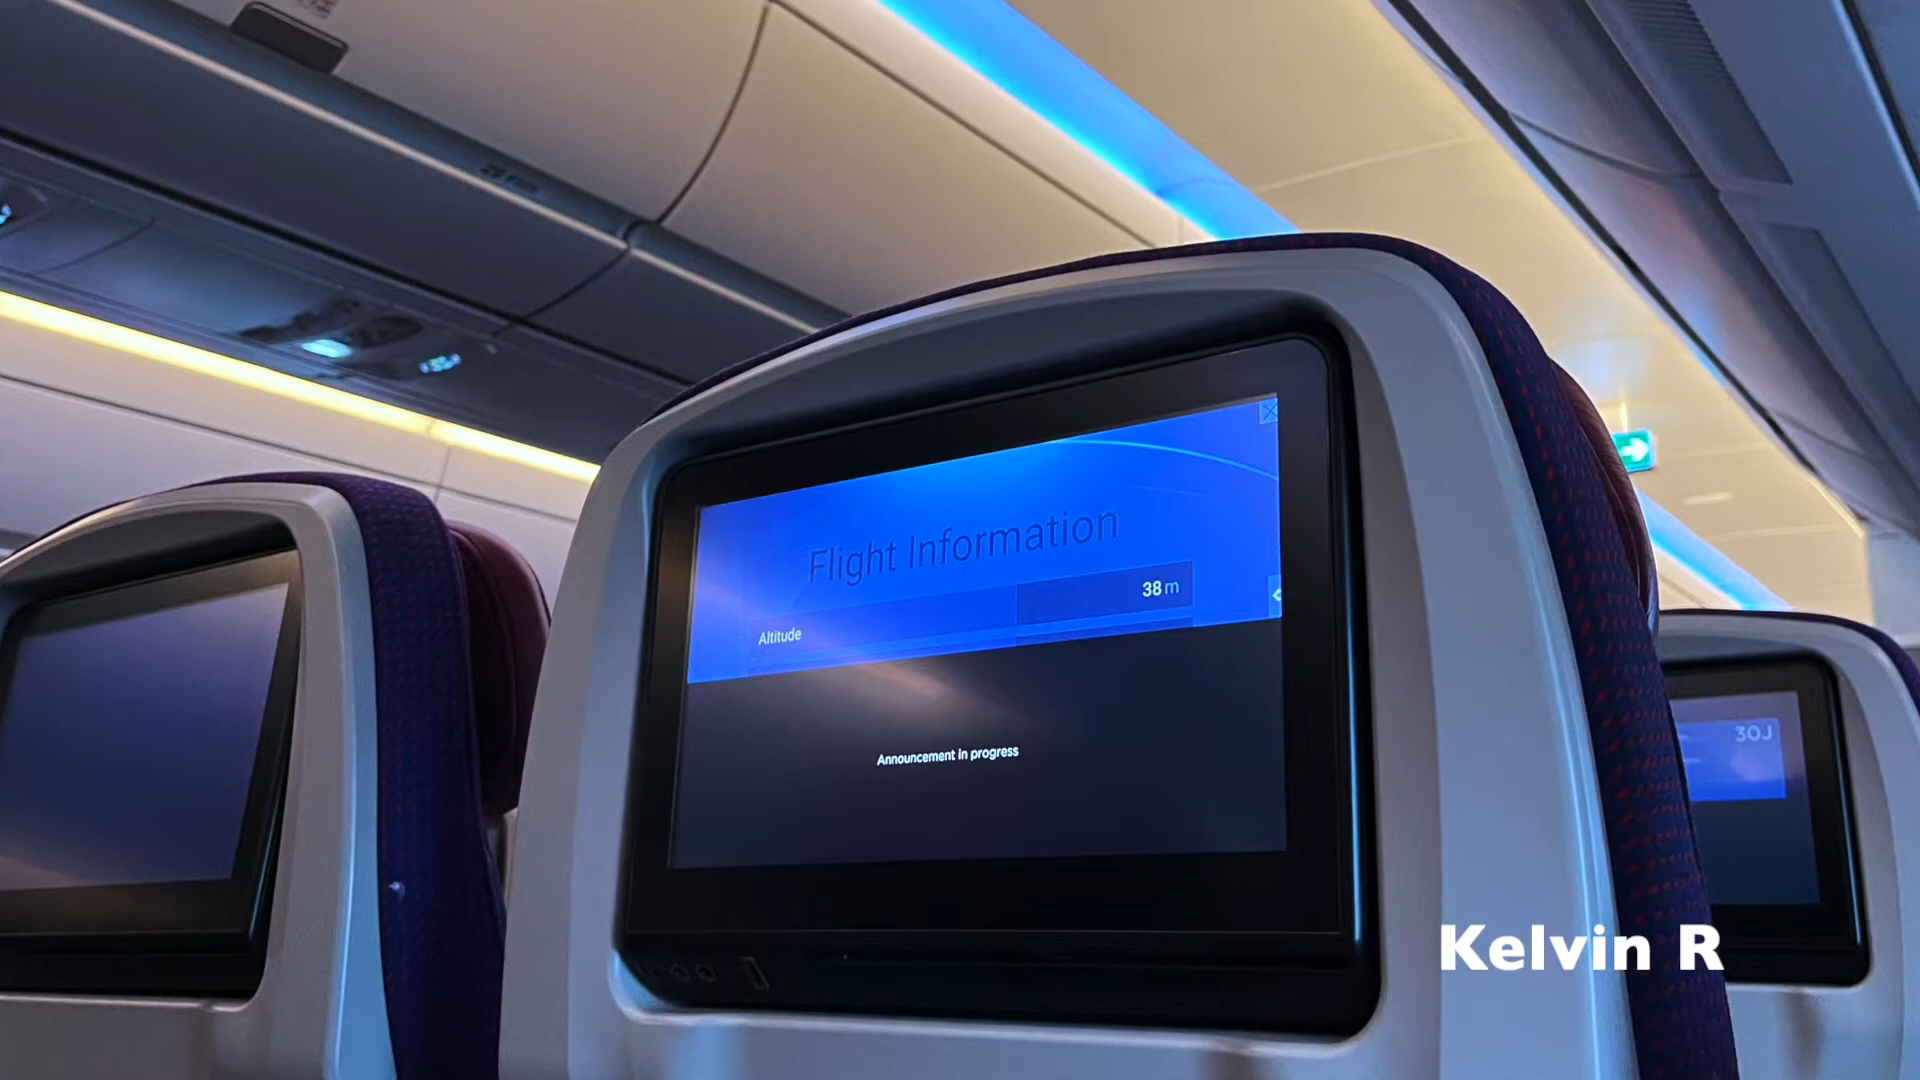 Flight Information
38 m
Altitude
Announcement in progress
30J
Kelvin R